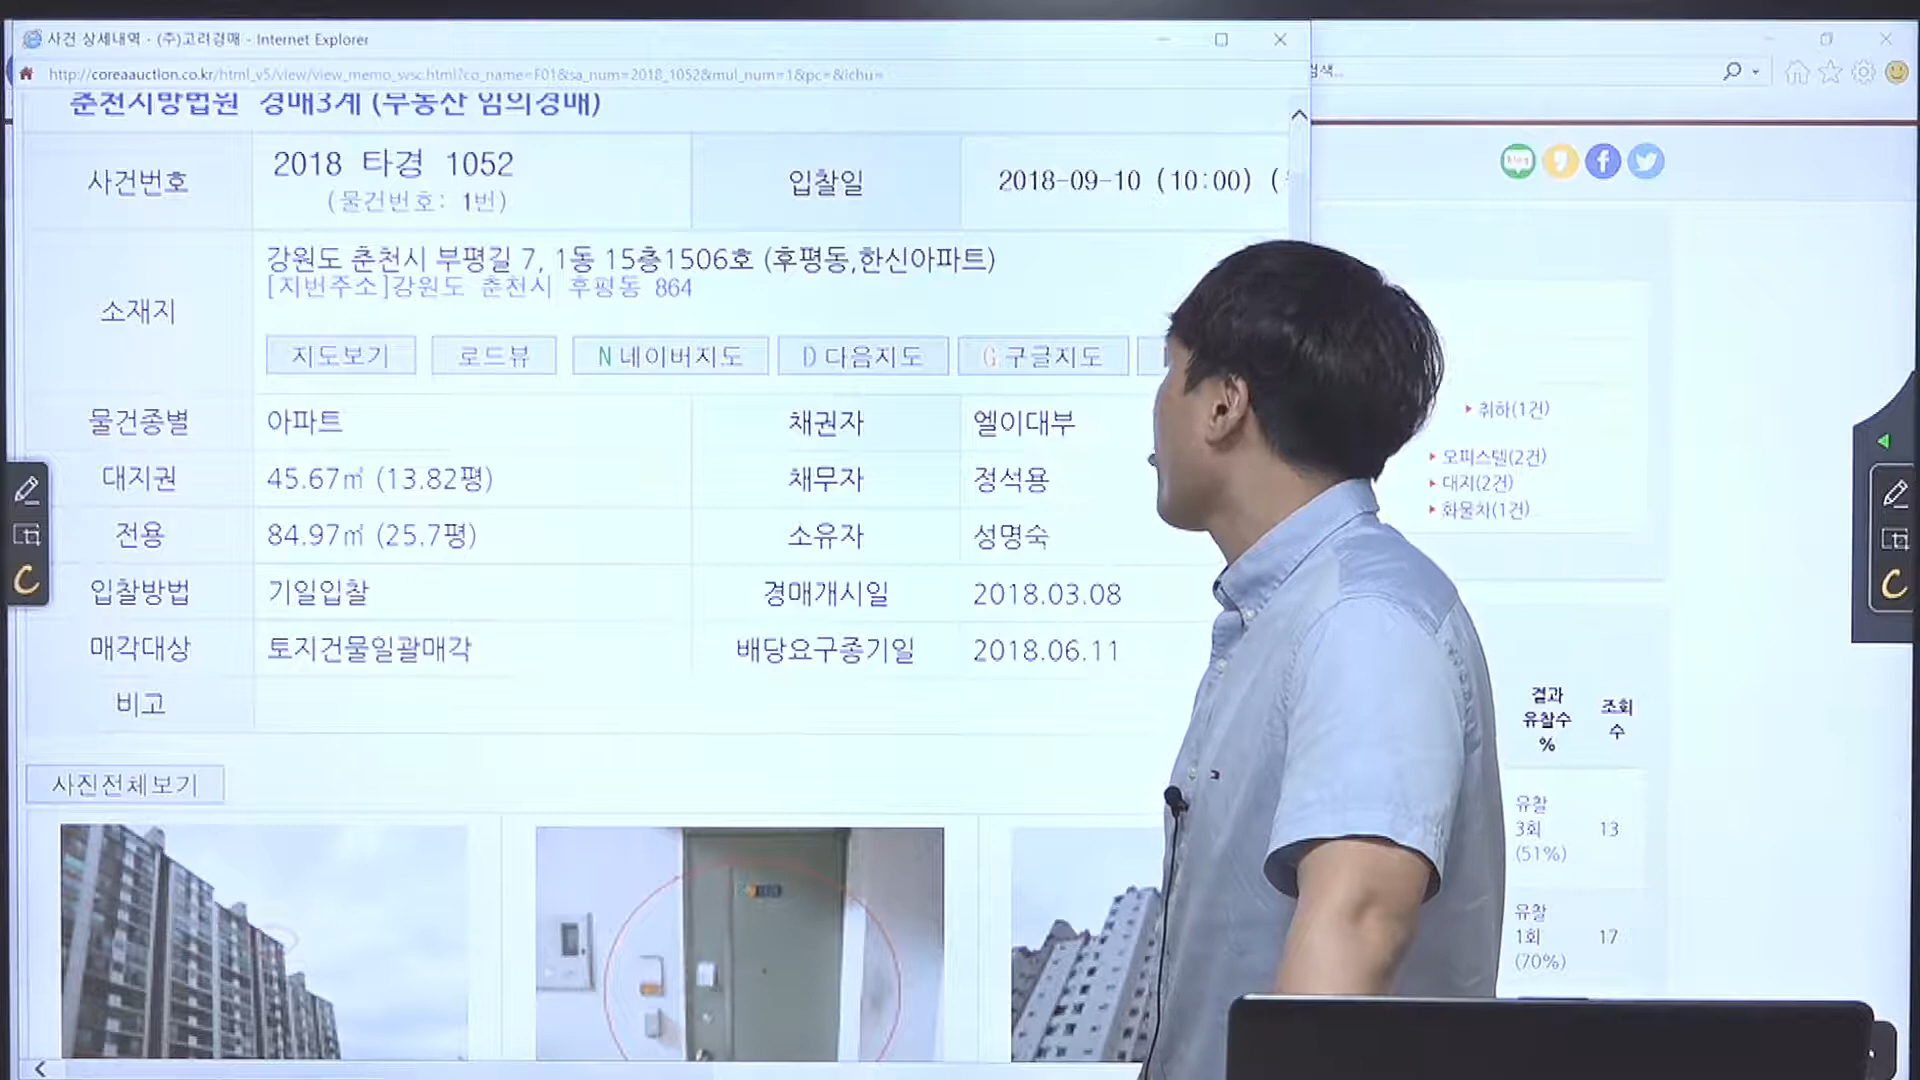 사건 상세내역 - (주)고려경매 - Internet Explorer
http://coreaauction.co.kr/html_v5/view/view_memo_svsc.html?co_name=F01&sa_num=2018_1052&mul_num=1&pc=&ichu=
춘천지방법원 경매3계 (부동산 임의경매)
사건번호
2018 타경 1052
(물건번호: 1번)
입찰일
2018-09-10 (10:00) (
소재지
강원도 춘천시 부평길 7, 1동 15층1506호 (후평동,한신아파트)
[지번주소]강원도 춘천시 후평동 864
지도보기
로드뷰
N 네이버지도
D 다음지도
G 구글지도
물건종별
아파트
채권자
엘이대부
대지권
45.67㎡ (13.82평)
채무자
정석용
전용
84.97㎡ (25.7평)
소유자
성명숙
입찰방법
기일입찰
경매개시일
2018.03.08
매각대상
토지건물일괄매각
배당요구종기일
2018.06.11
비고
사진전체보기
검색...
blog
취하(1건)
오피스텔(2건)
대지(2건)
화물차(1건)
결과
유찰수
%
조회
수
유찰
3회
(51%)
13
유찰
1회
(70%)
17